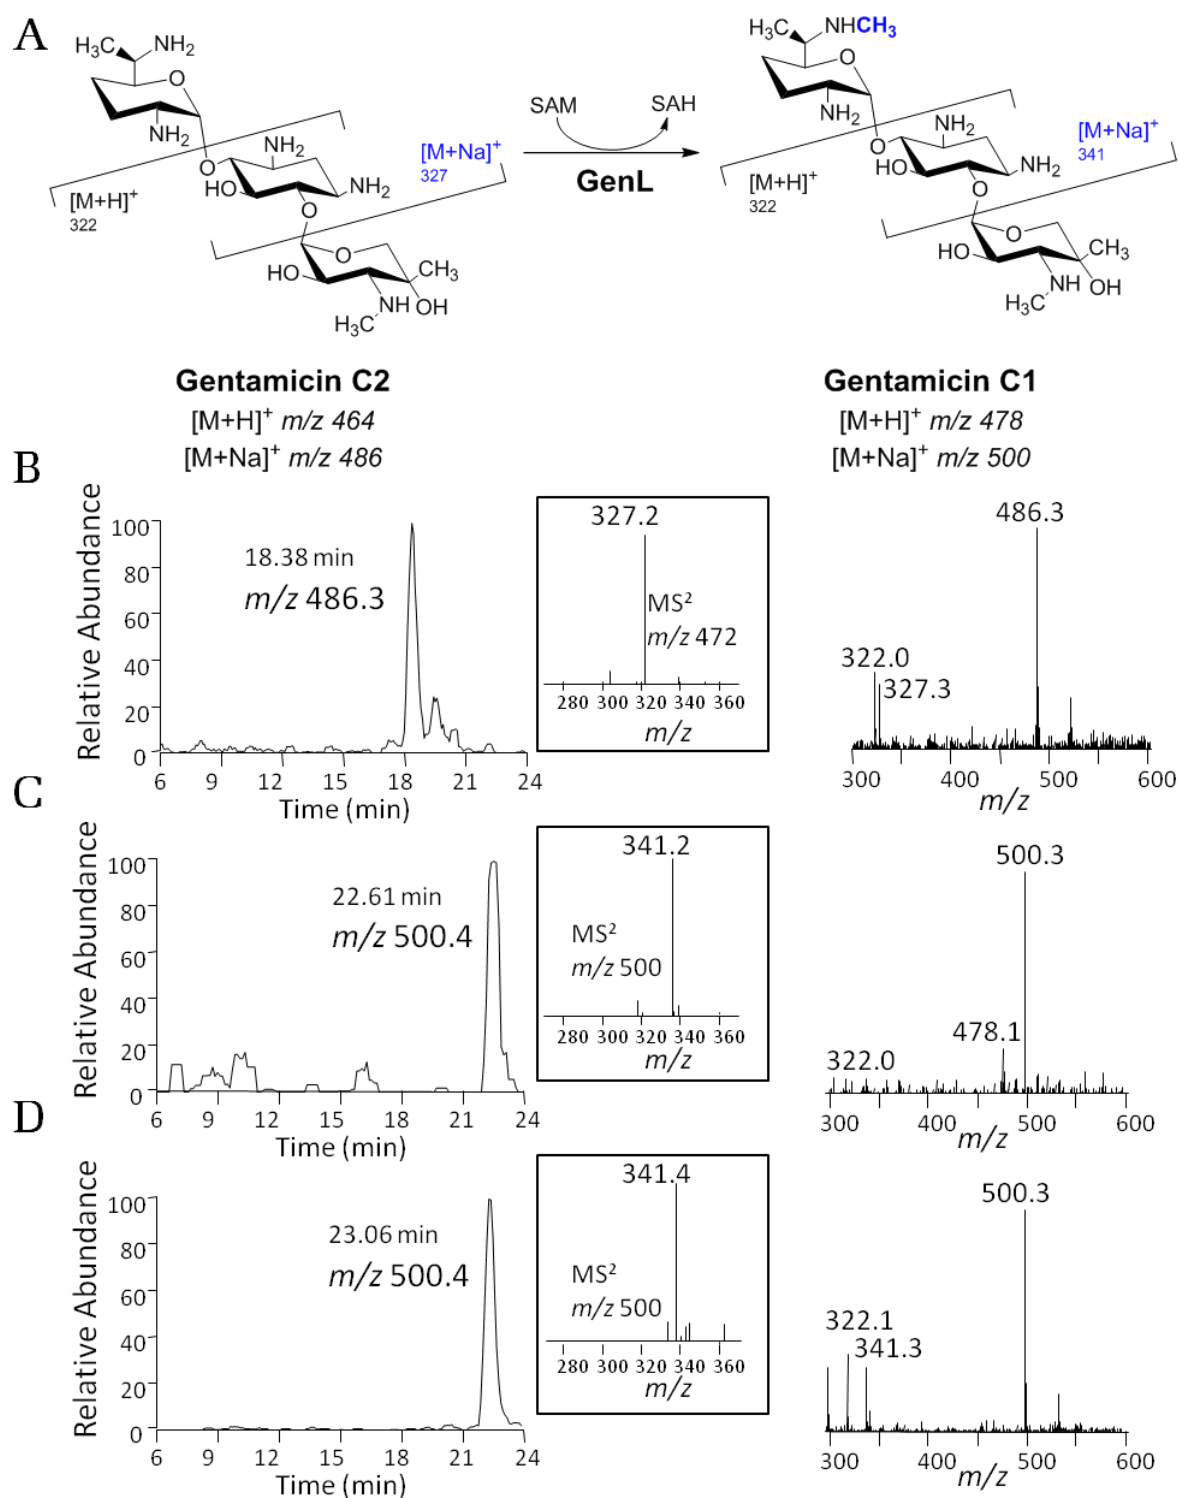 A
H₃C NH₂
O
NH₂
O
NH₂
HO
NH₂
O
[M+H]⁺
322
[M+Na]⁺
327
O
HO
CH₃
NH
OH
H₃C
SAM SAH
GenL
H₃C NHCH₃
O
NH₂
O
NH₂
HO
NH₂
O
[M+H]⁺
322
[M+Na]⁺
341
O
HO
CH₃
NH
OH
H₃C
Gentamicin C2
[M+H]⁺ m/z 464
[M+Na]⁺ m/z 486
Gentamicin C1
[M+H]⁺ m/z 478
[M+Na]⁺ m/z 500
B
Relative Abundance
100
80
60
40
20
0
18.38 min
m/z 486.3
6 9 12 15 18 21 24
Time (min)
327.2
MS²
m/z 472
280 300 320 340 360
m/z
486.3
322.0
327.3
300 400 500 600
m/z
C
Relative Abundance
100
80
60
40
20
0
22.61 min
m/z 500.4
6 9 12 15 18 21 24
Time (min)
341.2
MS²
m/z 500
280 300 320 340 360
m/z
500.3
478.1
322.0
300 400 500 600
m/z
D
Relative Abundance
100
80
60
40
20
0
23.06 min
m/z 500.4
6 9 12 15 18 21 24
Time (min)
341.4
MS²
m/z 500
280 300 320 340 360
m/z
500.3
322.1
341.3
300 400 500 600
m/z